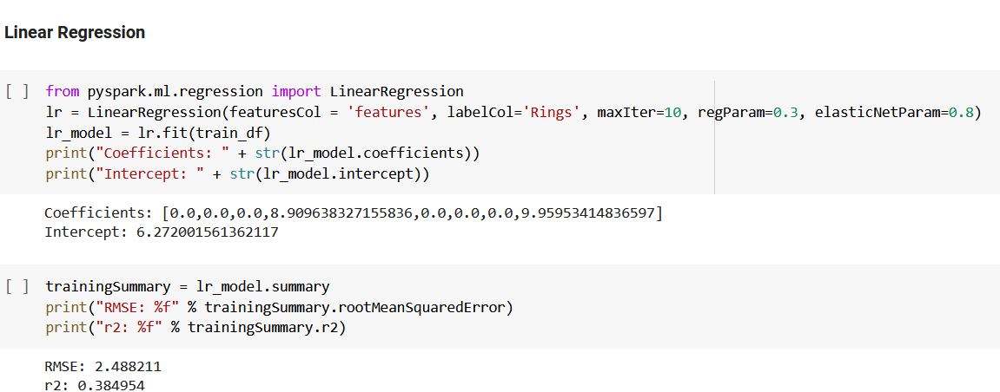 Linear Regression
[ ] from pyspark.ml.regression import LinearRegression
lr = LinearRegression(featuresCol = 'features', labelCol='Rings', maxIter=10, regParam=0.3, elasticNetParam=0.8)
lr_model = lr.fit(train_df)
print("Coefficients: " + str(lr_model.coefficients))
print("Intercept: " + str(lr_model.intercept))
Coefficients: [0.0,0.0,0.0,8.909638327155836,0.0,0.0,0.0,9.95953414836597]
Intercept: 6.272001561362117
[ ] trainingSummary = lr_model.summary
print("RMSE: %f" % trainingSummary.rootMeanSquaredError)
print("r2: %f" % trainingSummary.r2)
RMSE: 2.488211
r2: 0.384954